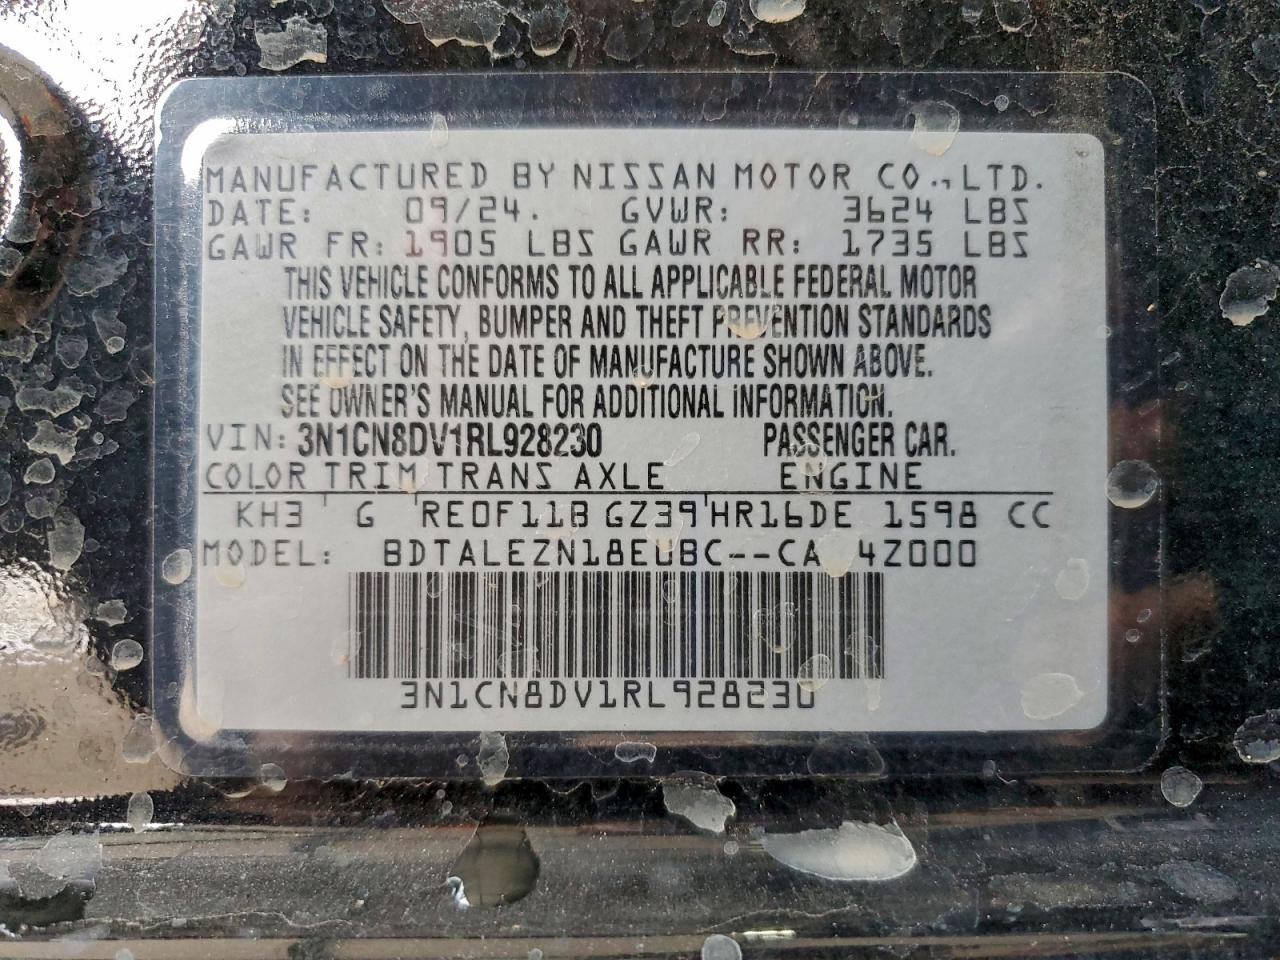 MANUFACTURED BY NISSAN MOTOR CO., LTD.
DATE: 09/24. GVWR: 3624 LBS
GAWR FR: 1905 LBS GAWR RR: 1735 LBS
THIS VEHICLE CONFORMS TO ALL APPLICABLE FEDERAL MOTOR
VEHICLE SAFETY, BUMPER AND THEFT PREVENTION STANDARDS
IN EFFECT ON THE DATE OF MANUFACTURE SHOWN ABOVE.
SEE OWNER'S MANUAL FOR ADDITIONAL INFORMATION.
VIN: 3N1CN8DV1RL928230 PASSENGER CAR.
COLOR TRIM TRANS AXLE ENGINE
KH3 G RE0F11B GZ39 HR16DE 1598 CC
MODEL: BDTALEZN18EUBC--CA 4Z000
3N1CN8DV1RL928230